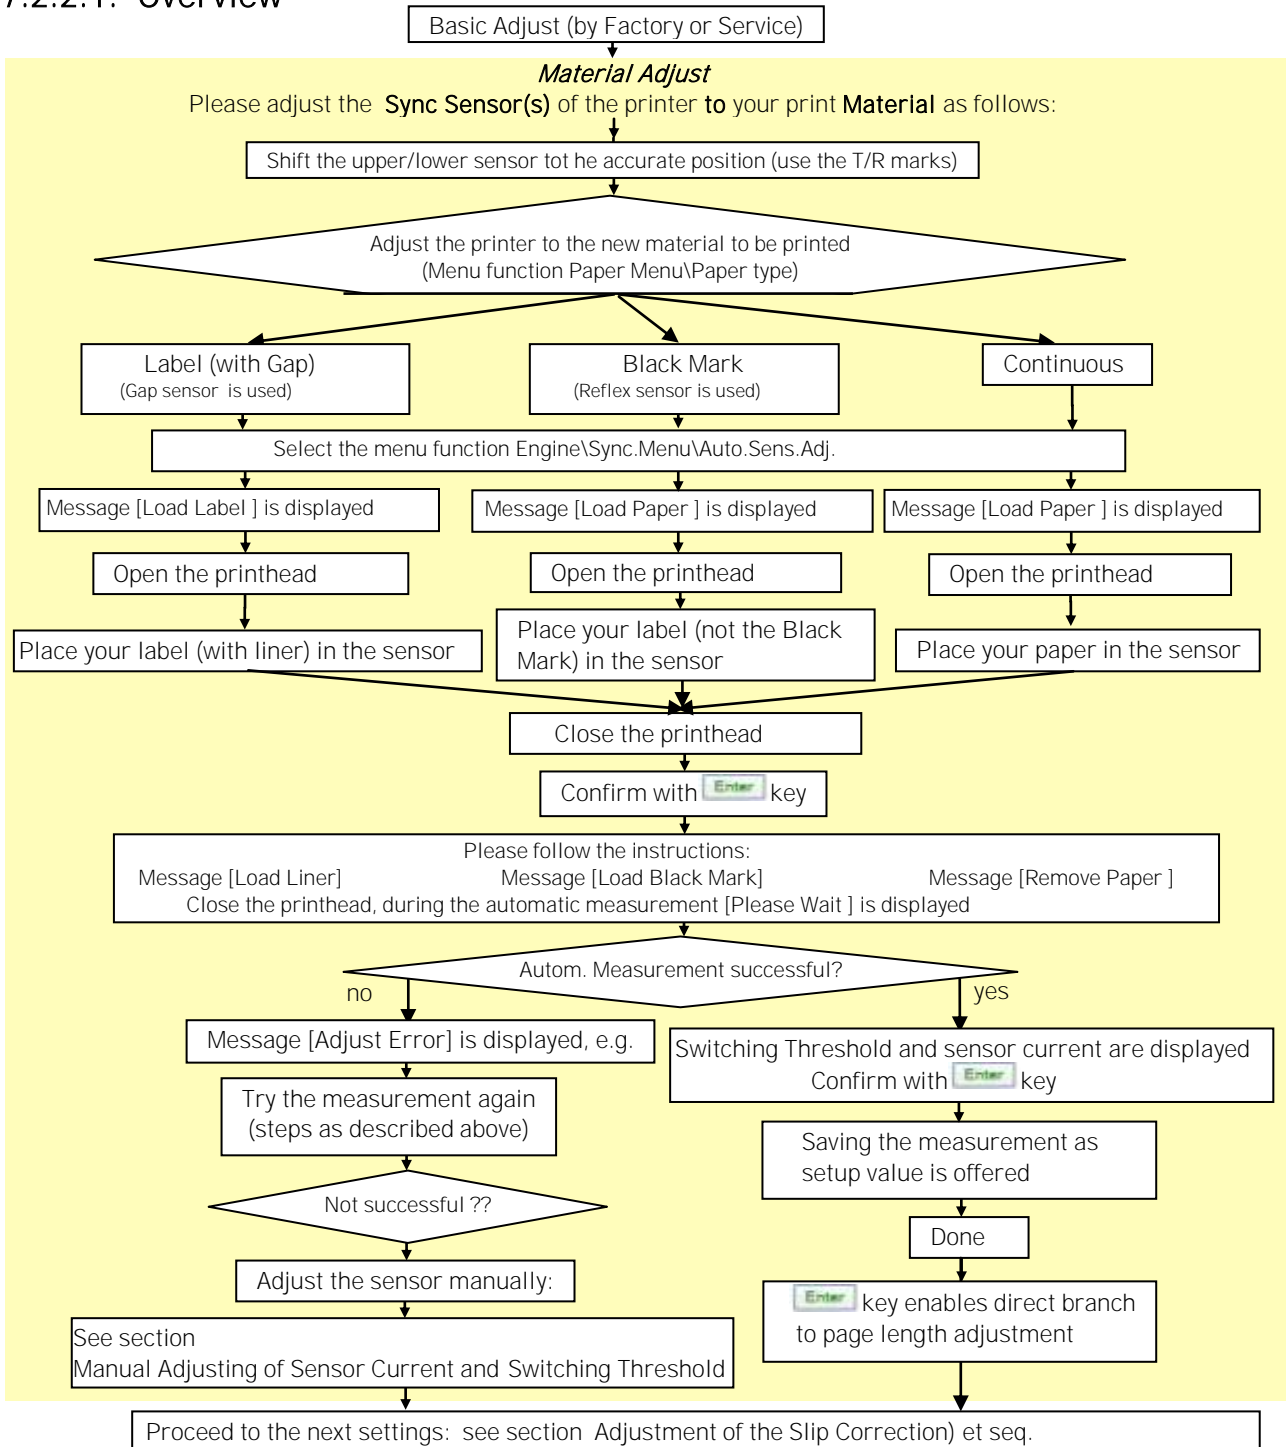 7.2.2.1. Overview
Basic Adjust (by Factory or Service)
Material Adjust
Please adjust the Sync Sensor(s) of the printer to your print Material as follows:
Shift the upper/lower sensor tot he accurate position (use the T/R marks)
Adjust the printer to the new material to be printed
(Menu function Paper Menu\Paper type)
Label (with Gap)
(Gap sensor is used)
Black Mark
(Reflex sensor is used)
Continuous
Select the menu function Engine\Sync.Menu\Auto.Sens.Adj.
Message [Load Label ] is displayed
Message [Load Paper ] is displayed
Message [Load Paper ] is displayed
Open the printhead
Open the printhead
Open the printhead
Place your label (with liner) in the sensor
Place your label (not the Black
Mark) in the sensor
Place your paper in the sensor
Close the printhead
Confirm with Enter key
Please follow the instructions:
Message [Load Liner] Message [Load Black Mark] Message [Remove Paper ]
Close the printhead, during the automatic measurement [Please Wait ] is displayed
Autom. Measurement successful?
no
yes
Message [Adjust Error] is displayed, e.g.
Switching Threshold and sensor current are displayed
Confirm with Enter key
Try the measurement again
(steps as described above)
Saving the measurement as
setup value is offered
Not successful ??
Done
Adjust the sensor manually:
Enter key enables direct branch
to page length adjustment
See section
Manual Adjusting of Sensor Current and Switching Threshold
Proceed to the next settings: see section Adjustment of the Slip Correction) et seq.